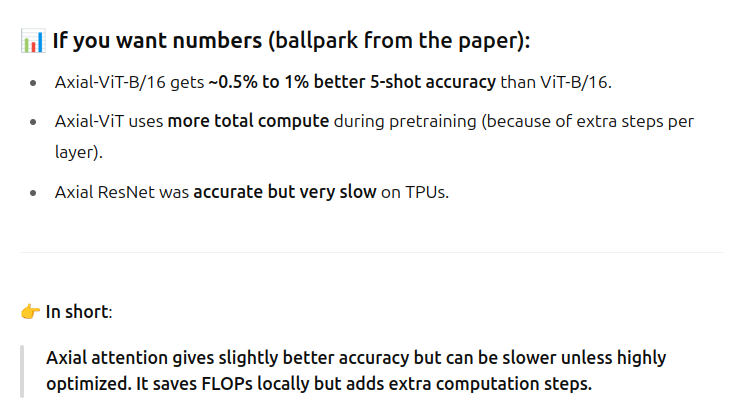 📊 If you want numbers (ballpark from the paper):
• Axial-ViT-B/16 gets ~0.5% to 1% better 5-shot accuracy than ViT-B/16.
• Axial-ViT uses more total compute during pretraining (because of extra steps per
layer).
• Axial ResNet was accurate but very slow on TPUs.
👉 In short:
Axial attention gives slightly better accuracy but can be slower unless highly
optimized. It saves FLOPs locally but adds extra computation steps.